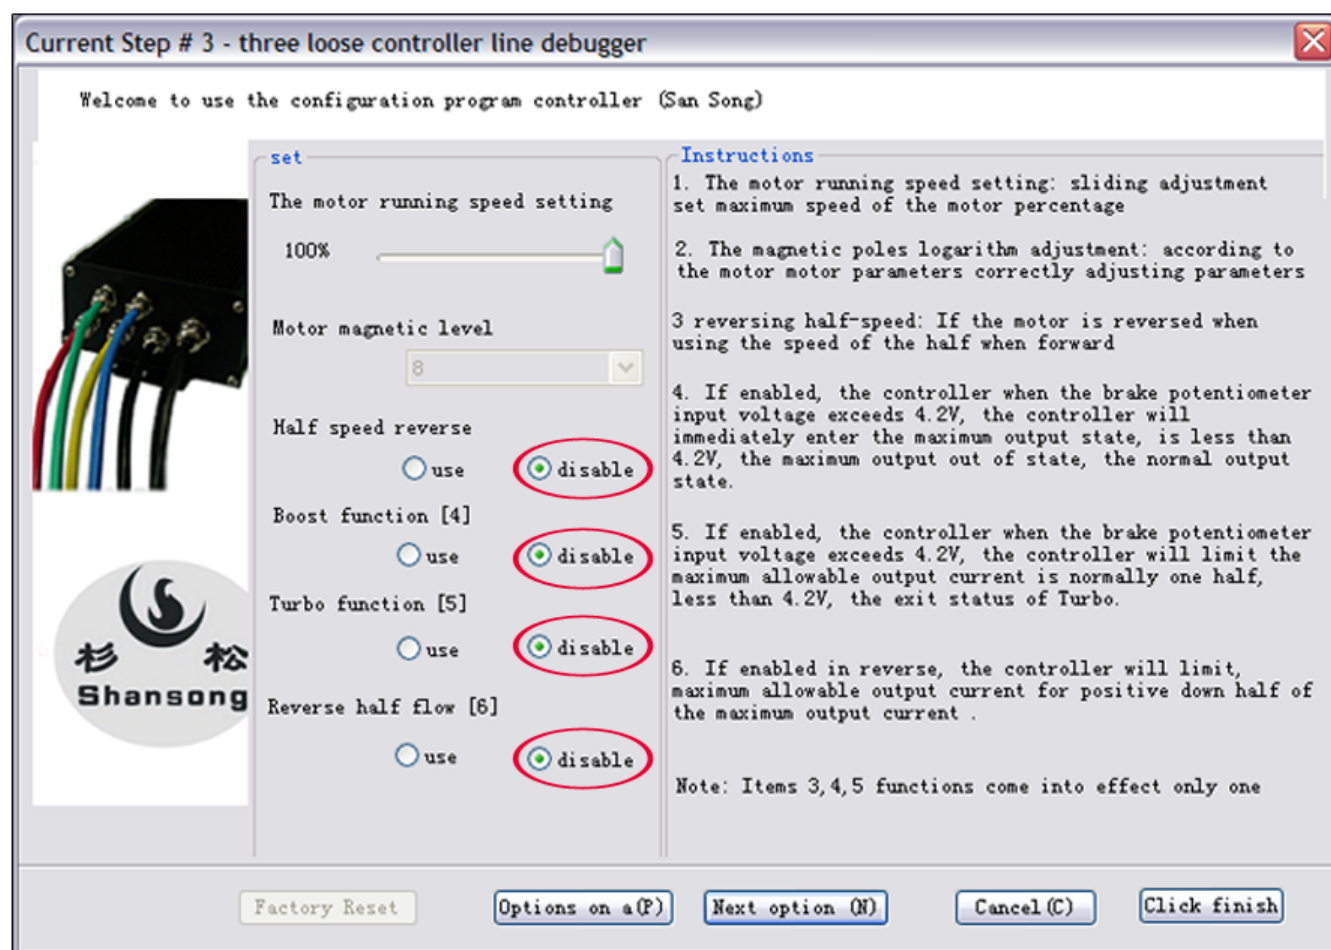 Current Step # 3 - three loose controller line debugger
Welcome to use the configuration program controller (San Song)
set
The motor running speed setting
100%
Motor magnetic level
8
Half speed reverse
use
disable
Boost function [4]
use
disable
Turbo function [5]
use
disable
Reverse half flow [6]
use
disable
杉 松
Shansong
Instructions
1. The motor running speed setting: sliding adjustment
set maximum speed of the motor percentage
2. The magnetic poles logarithm adjustment: according to
the motor motor parameters correctly adjusting parameters
3 reversing half-speed: If the motor is reversed when
using the speed of the half when forward
4. If enabled, the controller when the brake potentiometer
input voltage exceeds 4.2V, the controller will
immediately enter the maximum output state, is less than
4.2V, the maximum output out of state, the normal output
state.
5. If enabled, the controller when the brake potentiometer
input voltage exceeds 4.2V, the controller will limit the
maximum allowable output current is normally one half,
less than 4.2V, the exit status of Turbo.
6. If enabled in reverse, the controller will limit,
maximum allowable output current for positive down half of
the maximum output current .
Note: Items 3,4,5 functions come into effect only one
Factory Reset
Options on a(P)
Next option (N)
Cancel(C)
Click finish